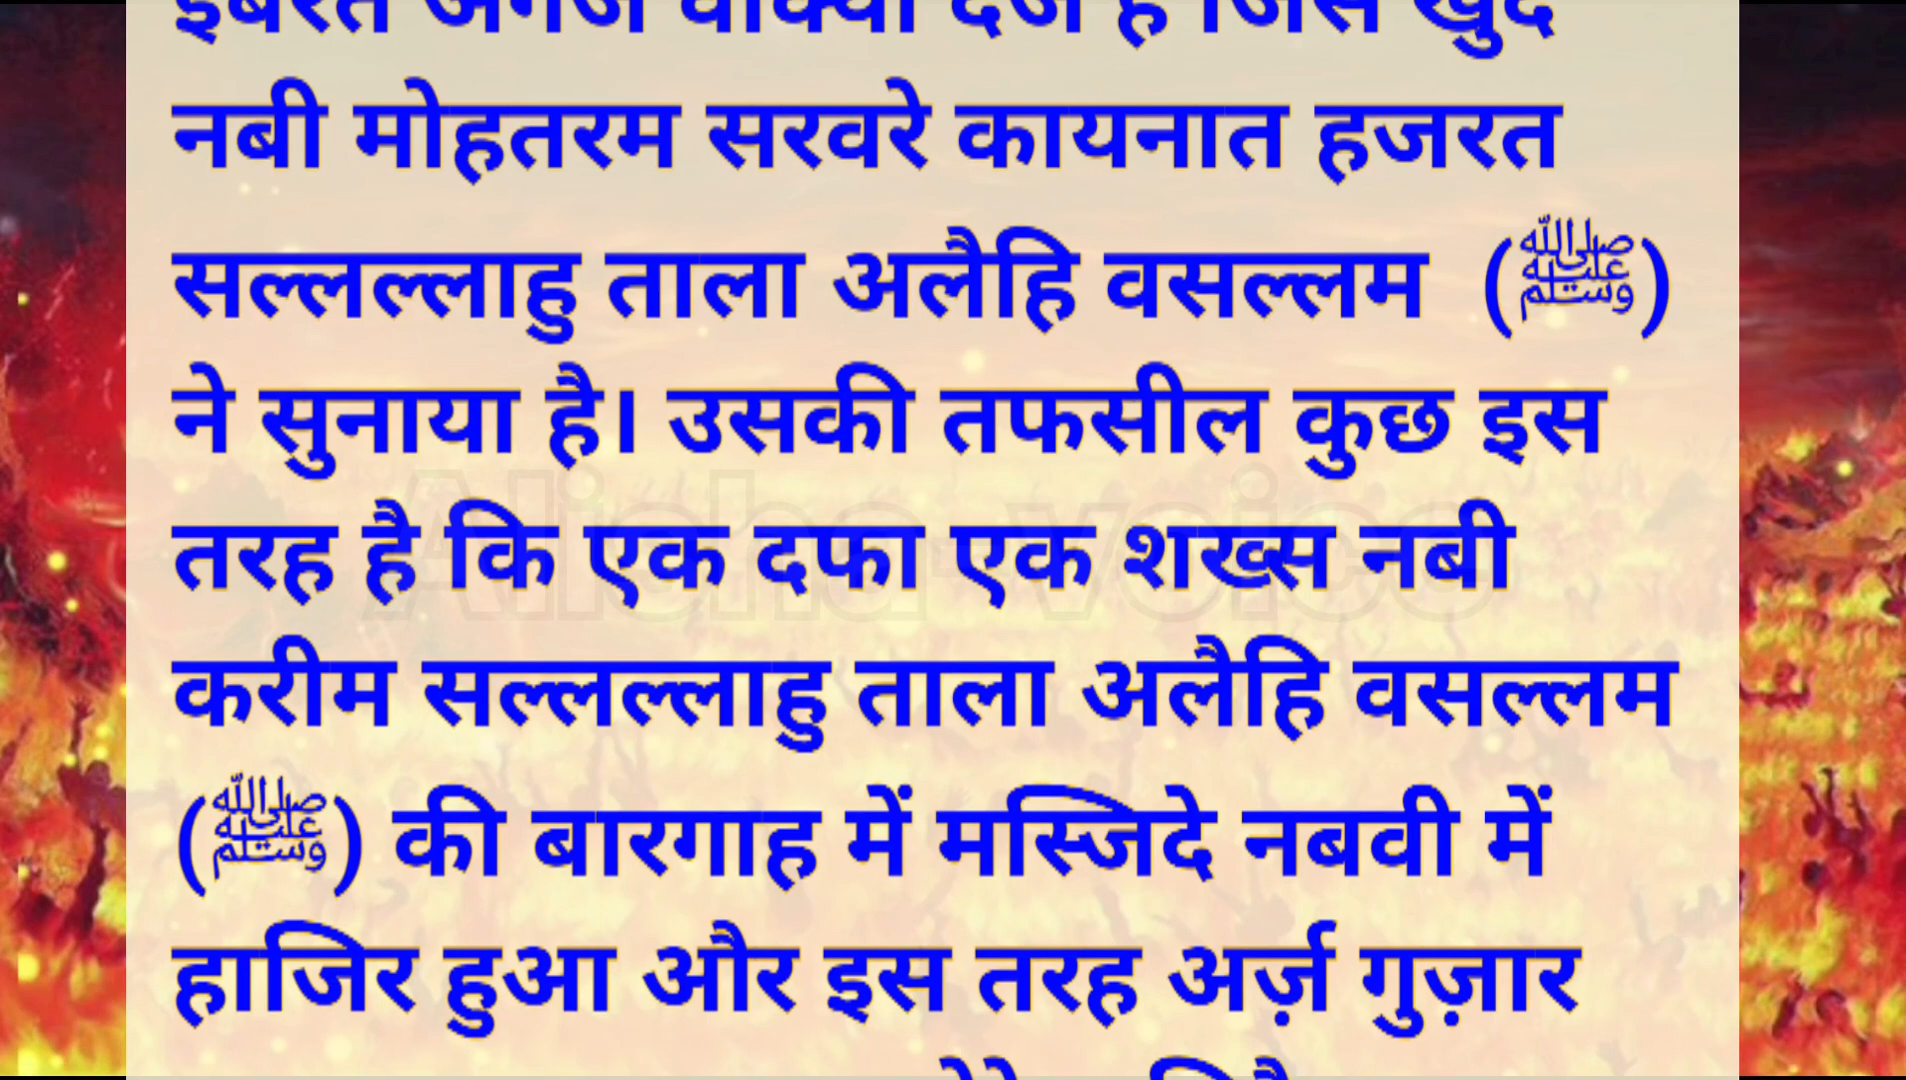 इबरत अंगेज वाक्या दर्ज है जिसे खुद
नबी मोहतरम सरवरे कायनात हजरत
सल्लल्लाहु ताला अलैहि वसल्लम (ﷺ)
ने सुनाया है। उसकी तफसील कुछ इस
तरह है कि एक दफा एक शख्स नबी
करीम सल्लल्लाहु ताला अलैहि वसल्लम
(ﷺ) की बारगाह में मस्जिदे नबवी में
हाजिर हुआ और इस तरह अर्ज़ गुज़ार
Alisha voice